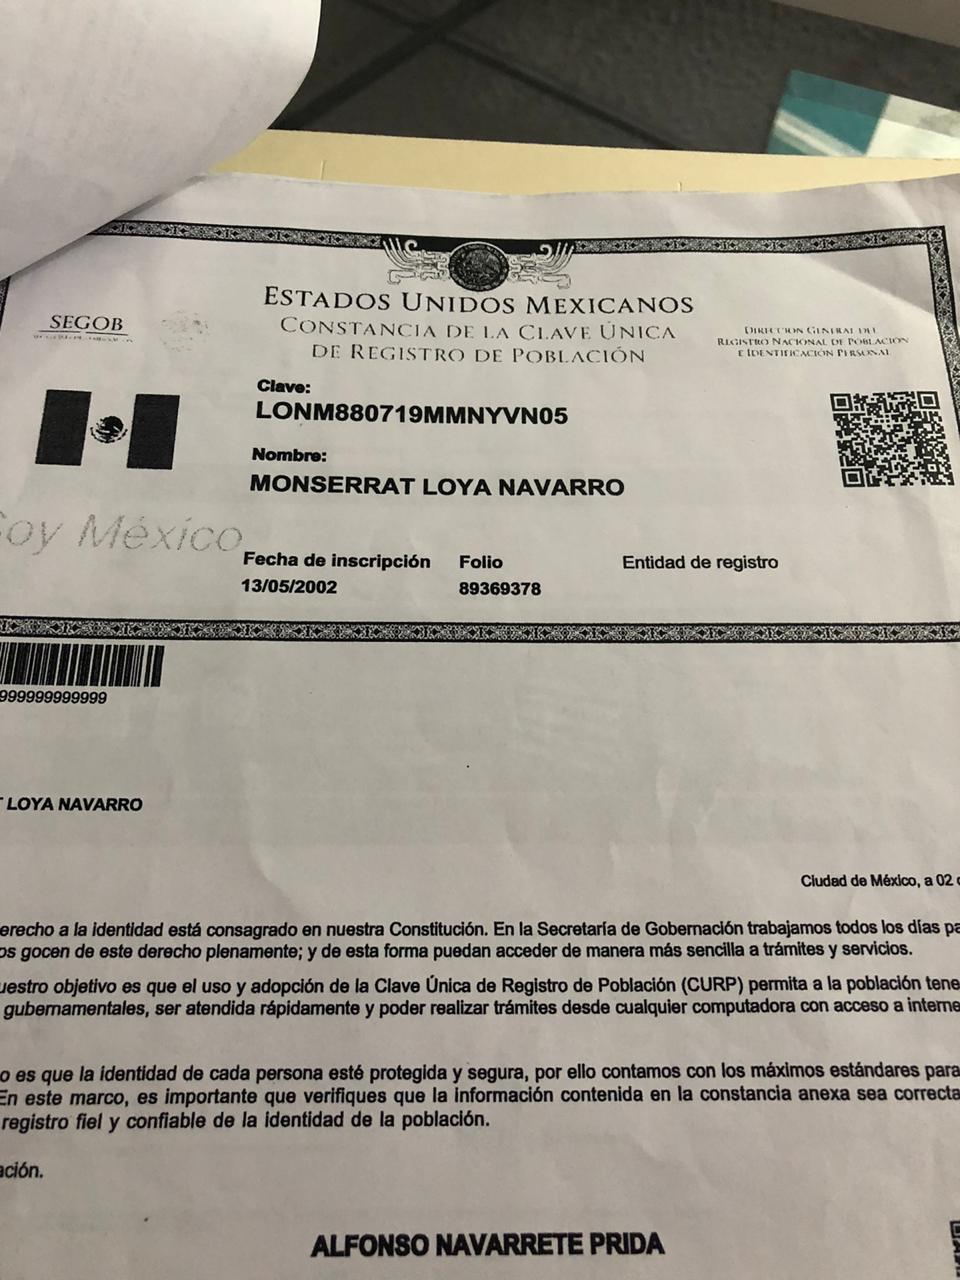 ESTADOS UNIDOS MEXICANOS
CONSTANCIA DE LA CLAVE ÚNICA
DE REGISTRO DE POBLACIÓN
SEGOB
DIRECCIÓN GENERAL DEL
REGISTRO NACIONAL DE POBLACIÓN
E IDENTIFICACIÓN PERSONAL
Clave:
LONM880719MMNYVN05
Nombre:
MONSERRAT LOYA NAVARRO
Soy México
Fecha de inscripción Folio Entidad de registro
13/05/2002 89369378
999999999999
LOYA NAVARRO
Ciudad de México, a 02
erecho a la identidad está consagrado en nuestra Constitución. En la Secretaría de Gobernación trabajamos todos los días pa
os gocen de este derecho plenamente; y de esta forma puedan acceder de manera más sencilla a trámites y servicios.
uestro objetivo es que el uso y adopción de la Clave Única de Registro de Población (CURP) permita a la población tene
gubernamentales, ser atendida rápidamente y poder realizar trámites desde cualquier computadora con acceso a interne
o es que la identidad de cada persona esté protegida y segura, por ello contamos con los máximos estándares para
En este marco, es importante que verifiques que la información contenida en la constancia anexa sea correcta
registro fiel y confiable de la identidad de la población.
ación.
ALFONSO NAVARRETE PRIDA